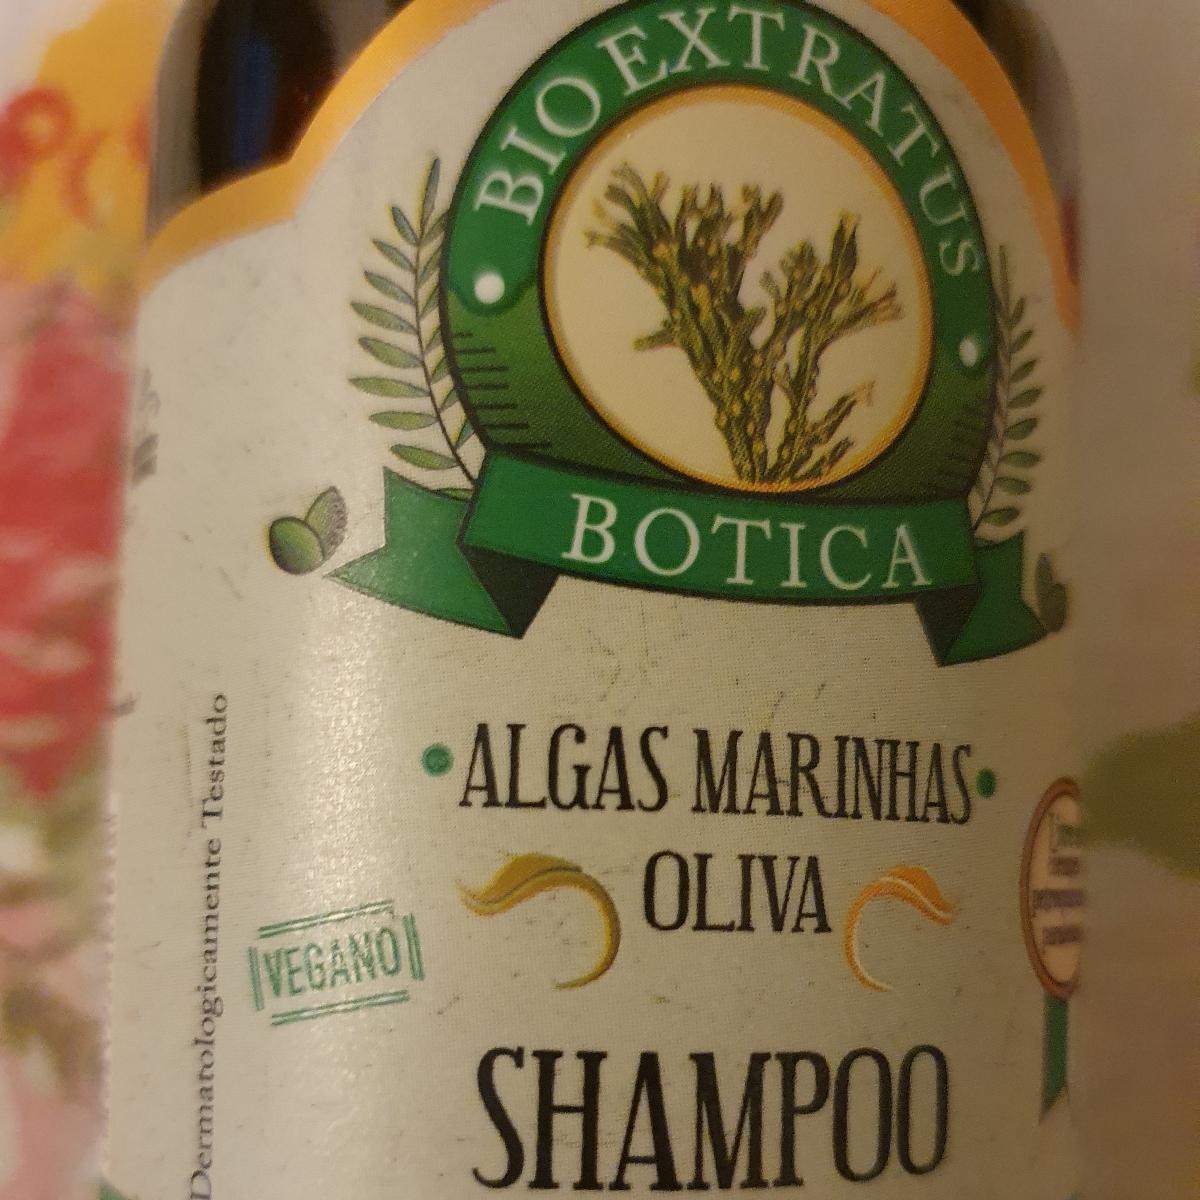 BIO EXTRATUS
BOTICA
•ALGAS MARINHAS•
OLIVA
VEGANO
SHAMPOO
Dermatologicamente Testado